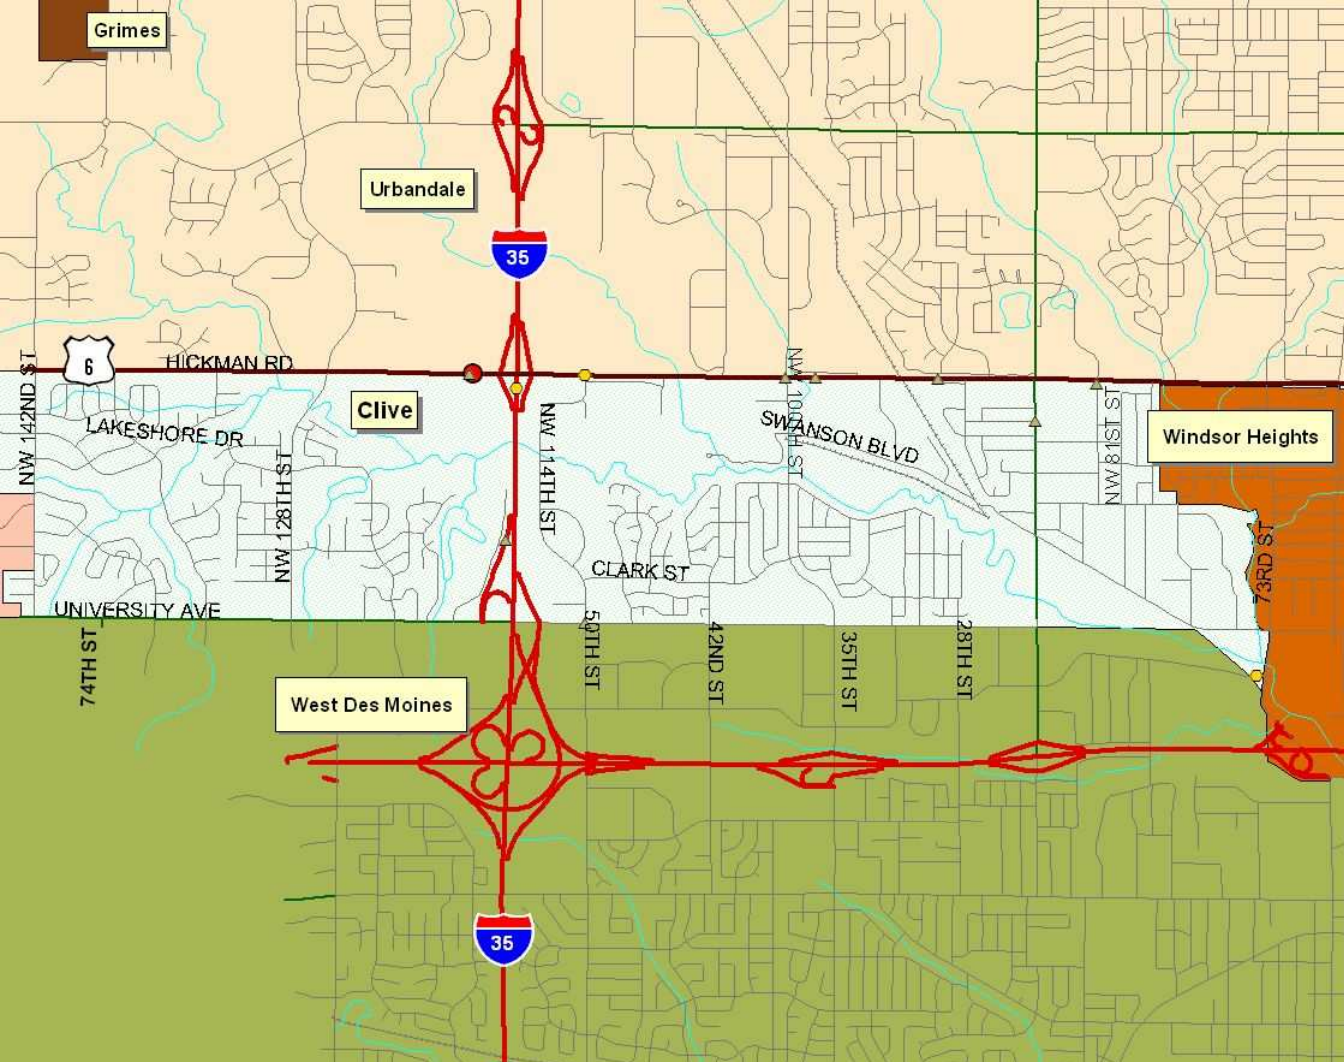 Grimes
Urbandale
35
6
HICKMAN RD
NW 142ND ST
Clive
LAKESHORE DR
NW 128TH ST
NW 114TH ST
NW 100TH ST
SWANSON BLVD
NW 81ST ST
Windsor Heights
73RD ST
CLARK ST
UNIVERSITY AVE
74TH ST
50TH ST
42ND ST
35TH ST
28TH ST
West Des Moines
35